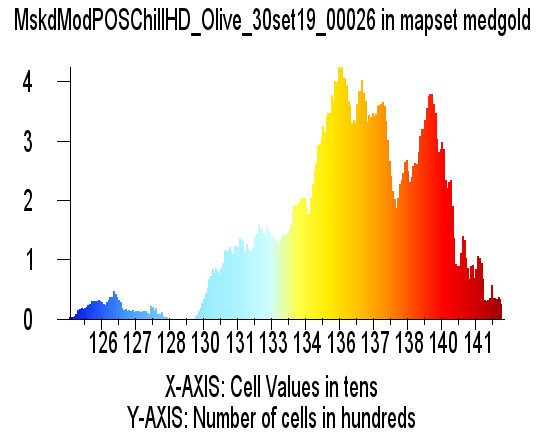 MskdModPOSChillHD_Olive_30set19_00026 in mapset medgold
4
3
2
1
0
126 127 128 130 131 133 134 136 137 138 140 141
X-AXIS: Cell Values in tens
Y-AXIS: Number of cells in hundreds